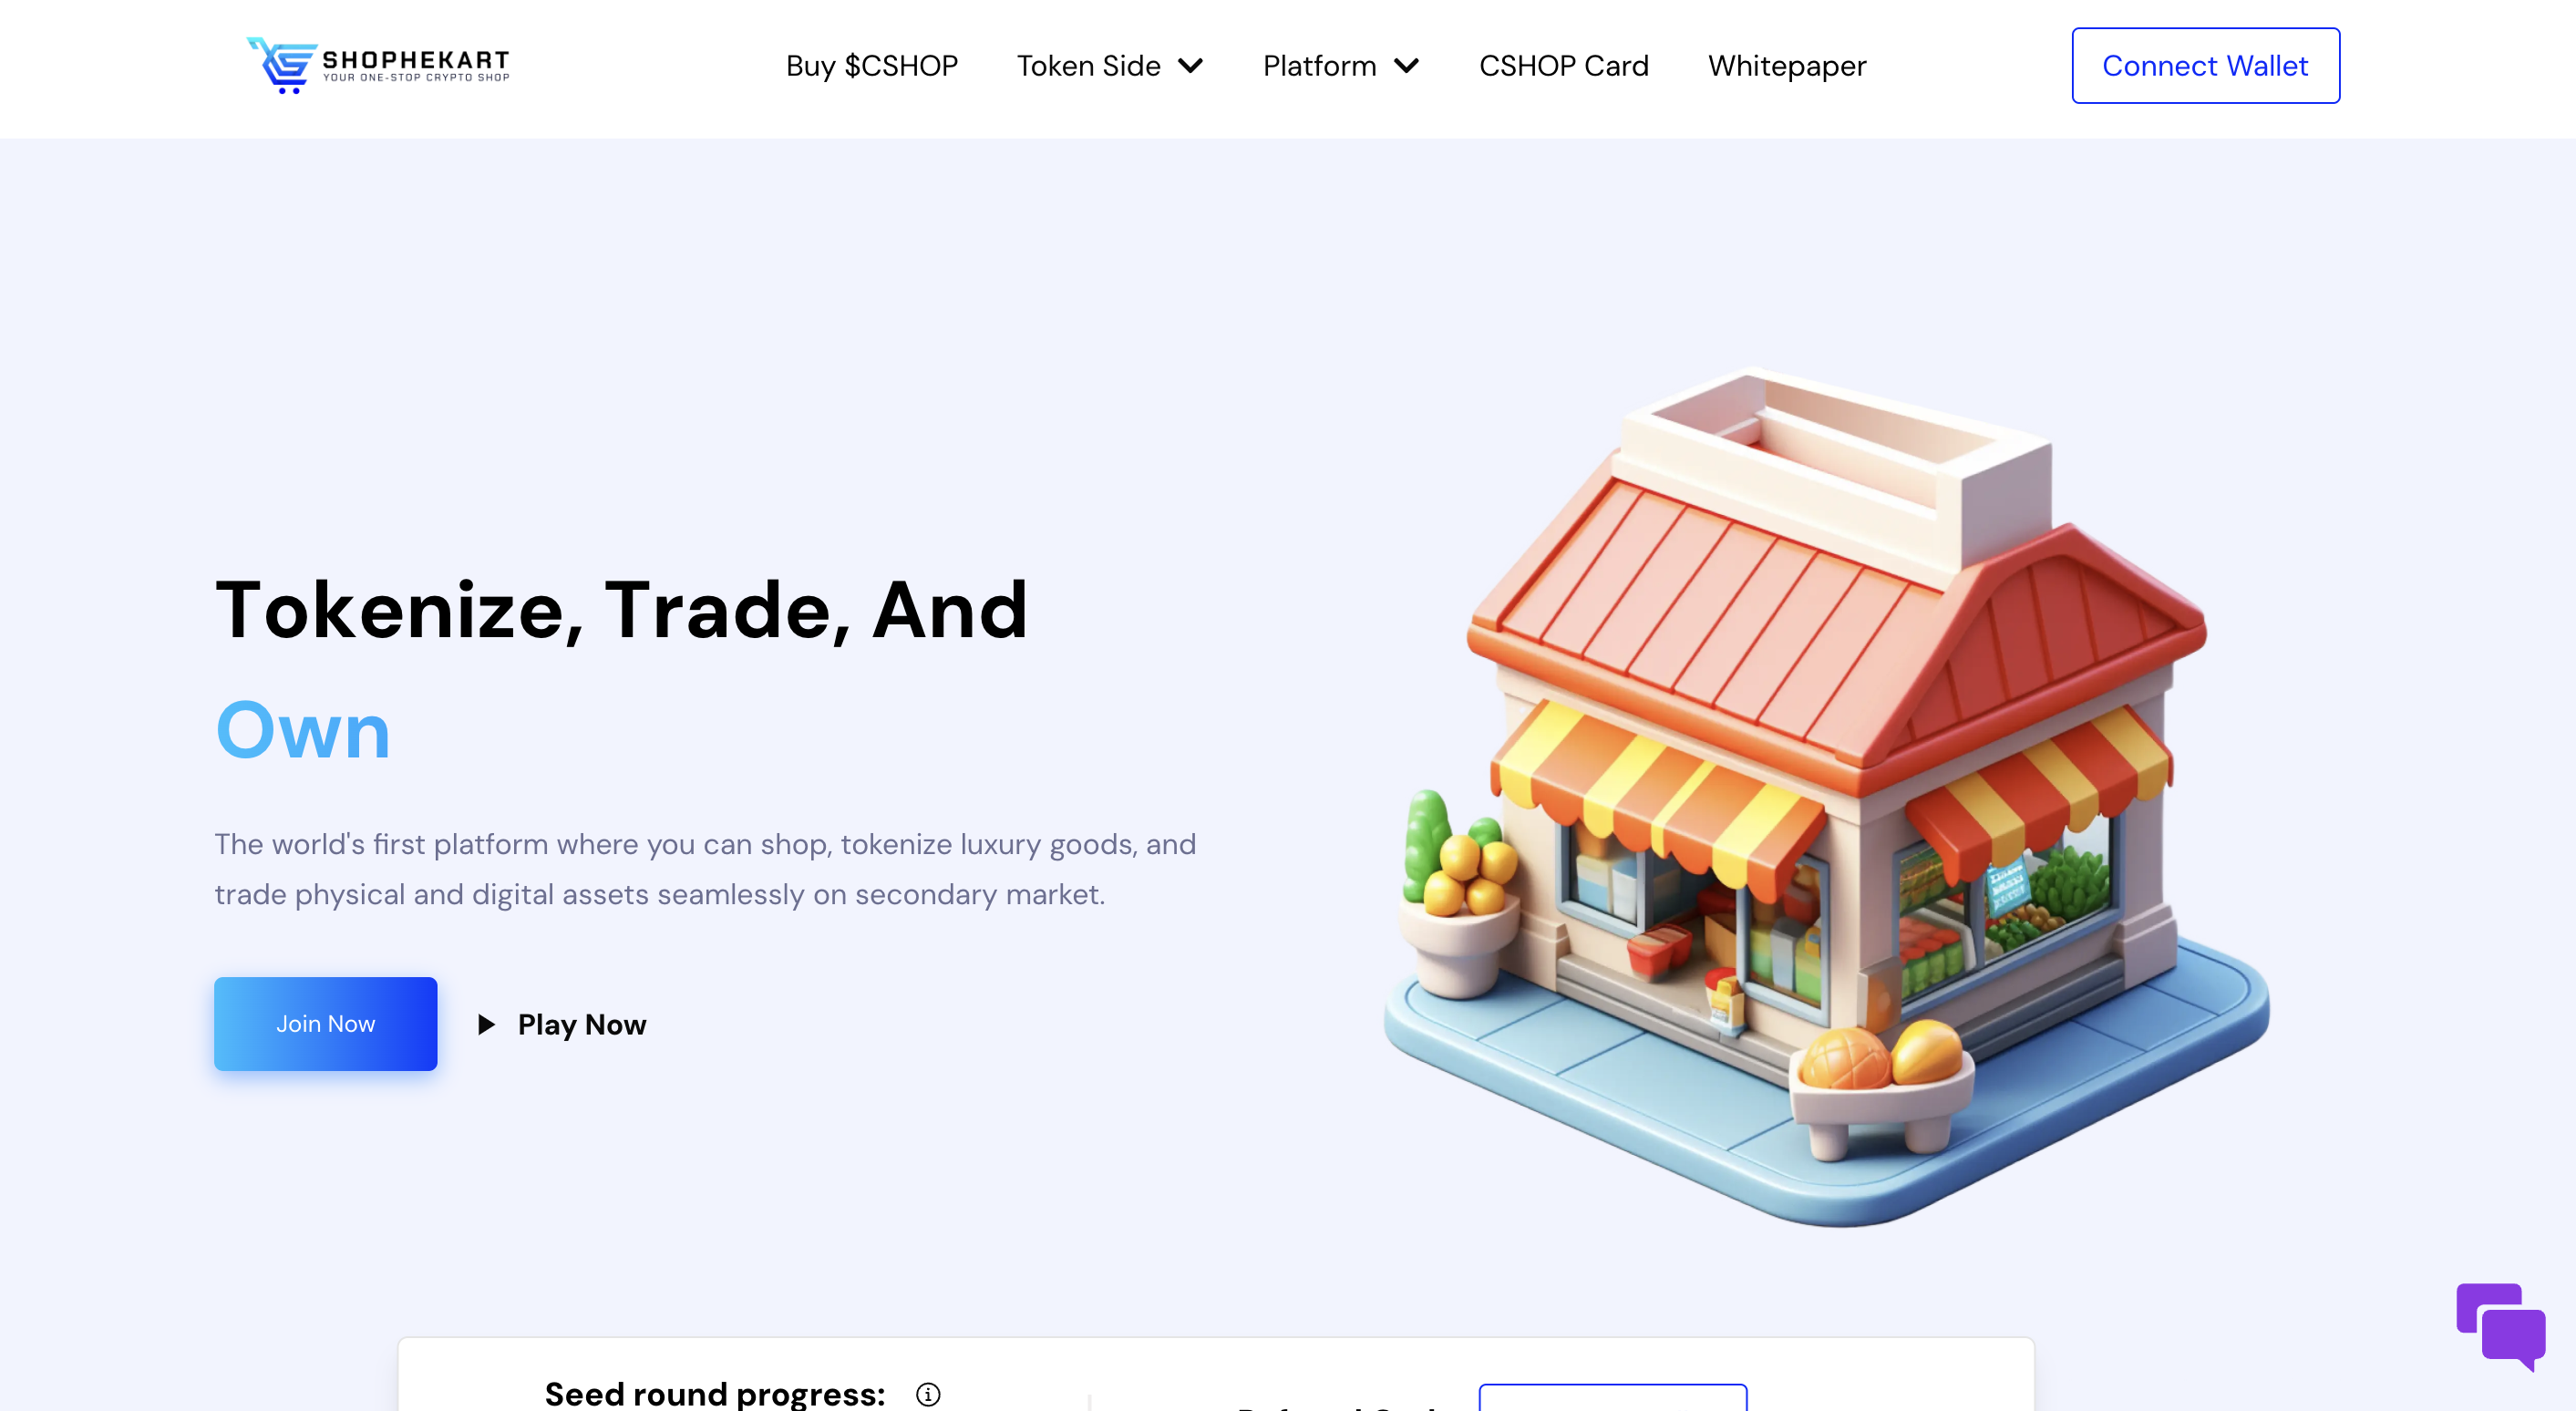 SHOPHEKART
YOUR ONE-STOP CRYPTO SHOP
Buy $CSHOP
Token Side
Platform
CSHOP Card
Whitepaper
Connect Wallet
Tokenize, Trade, And
Own
The world's first platform where you can shop, tokenize luxury goods, and
trade physical and digital assets seamlessly on secondary market.
Join Now
Play Now
Seed round progress: